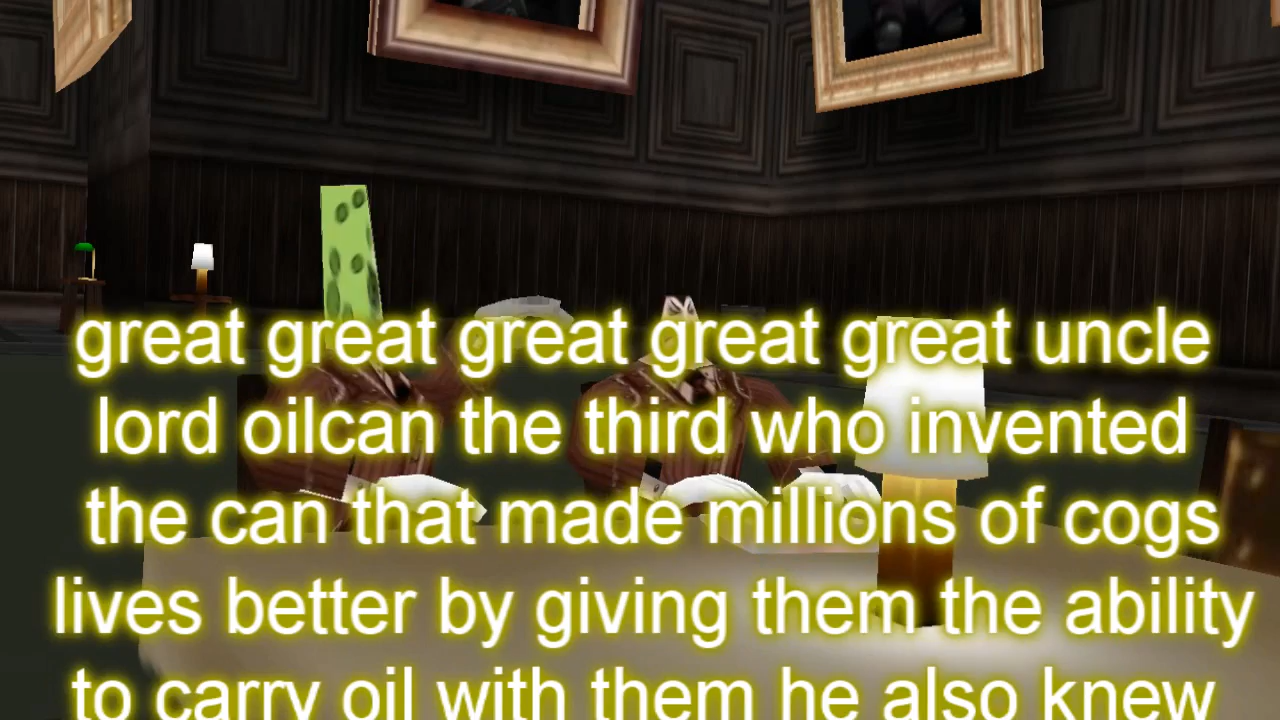 great great great great great uncle
lord oilcan the third who invented
the can that made millions of cogs
lives better by giving them the ability
to carry oil with them he also knew